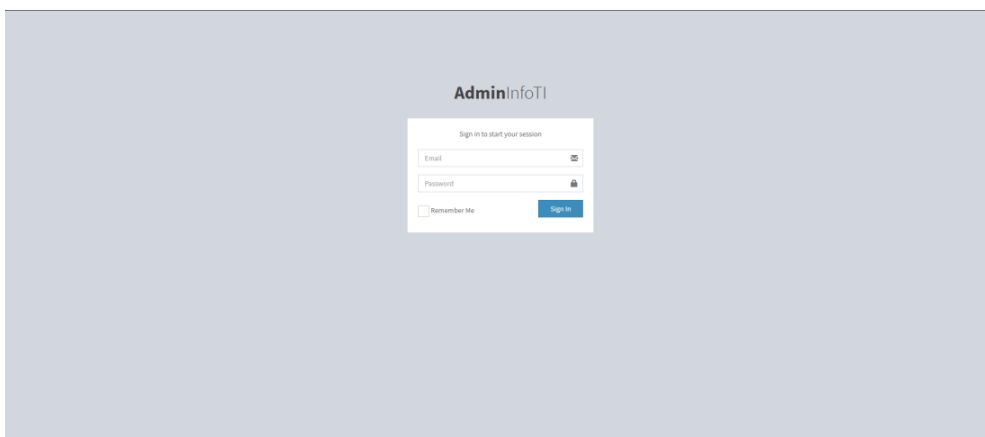 AdminInfoTI
Sign in to start your session
Email
Password
Remember Me
Sign In